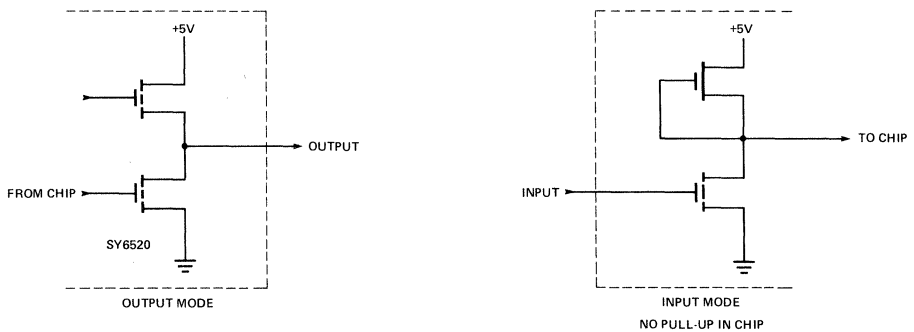 +5V
OUTPUT
FROM CHIP
SY6520
OUTPUT MODE
+5V
TO CHIP
INPUT
INPUT MODE
NO PULL-UP IN CHIP